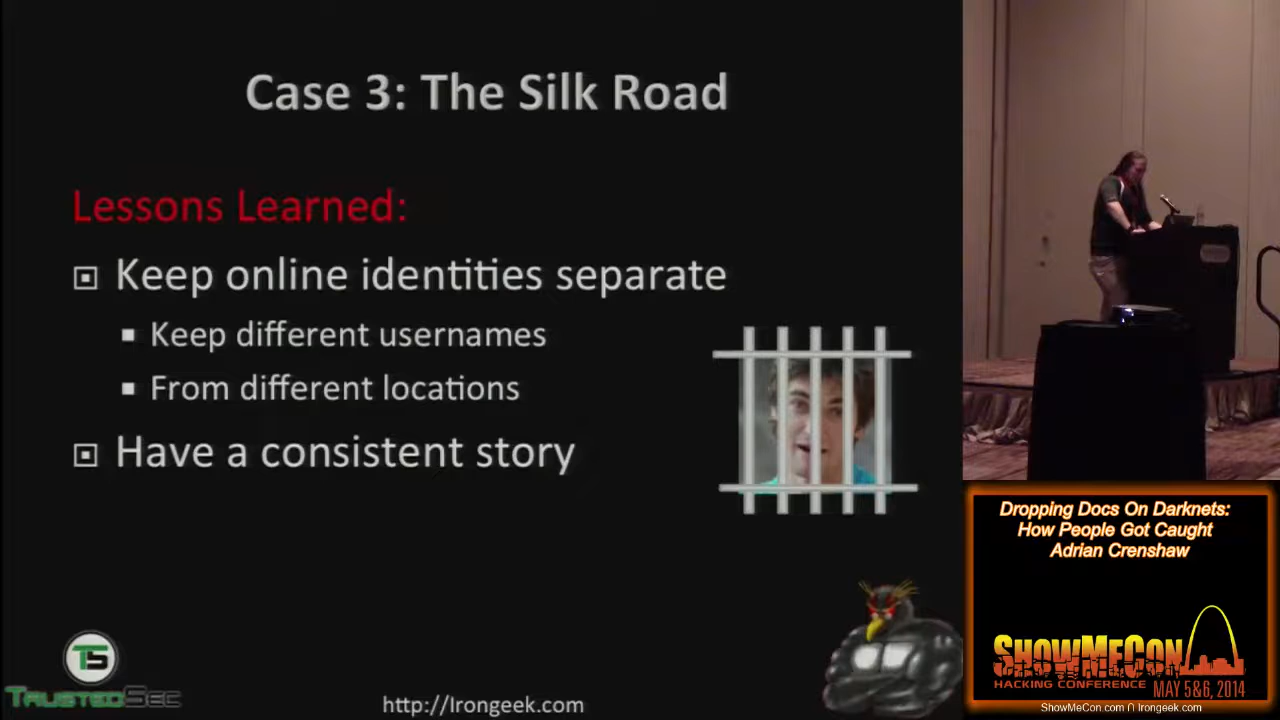 Case 3: The Silk Road
Lessons Learned:
Keep online identities separate
Keep different usernames
From different locations
Have a consistent story
TS
TRUSTEDSEC
http://Irongeek.com
Dropping Docs On Darknets:
How People Got Caught
Adrian Crenshaw
SHOWMECON
HACKING CONFERENCE
MAY 5&6, 2014
ShowMeCon.com ∩ Irongeek.com